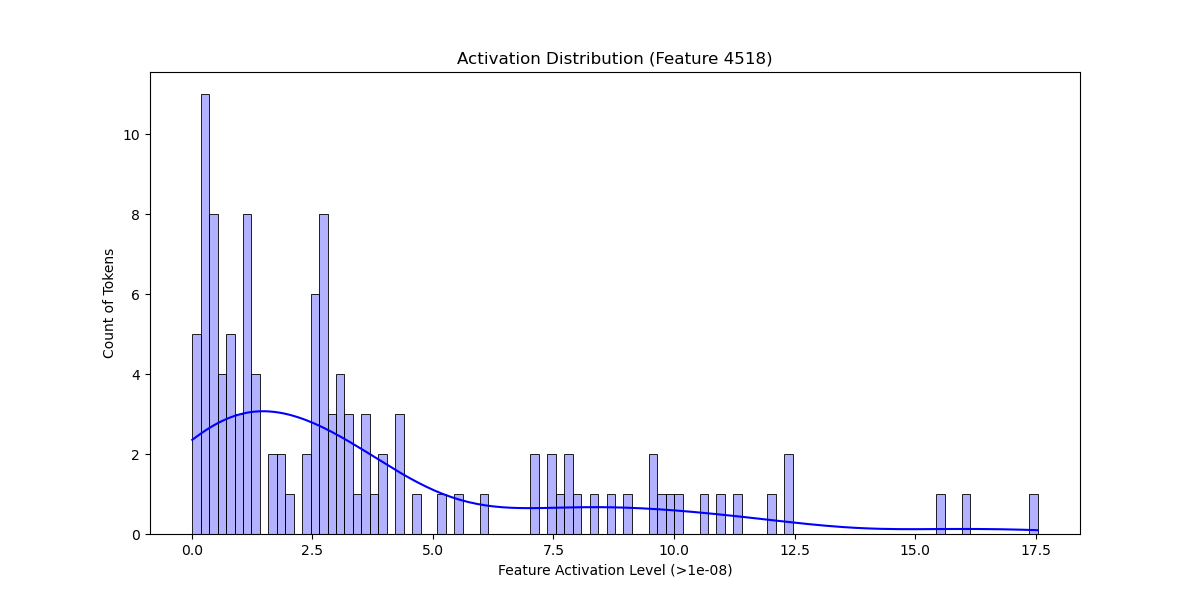 Activation Distribution (Feature 4518)
10
8
6
4
2
0
Count of Tokens
0.0 2.5 5.0 7.5 10.0 12.5 15.0 17.5
Feature Activation Level (>1e-08)